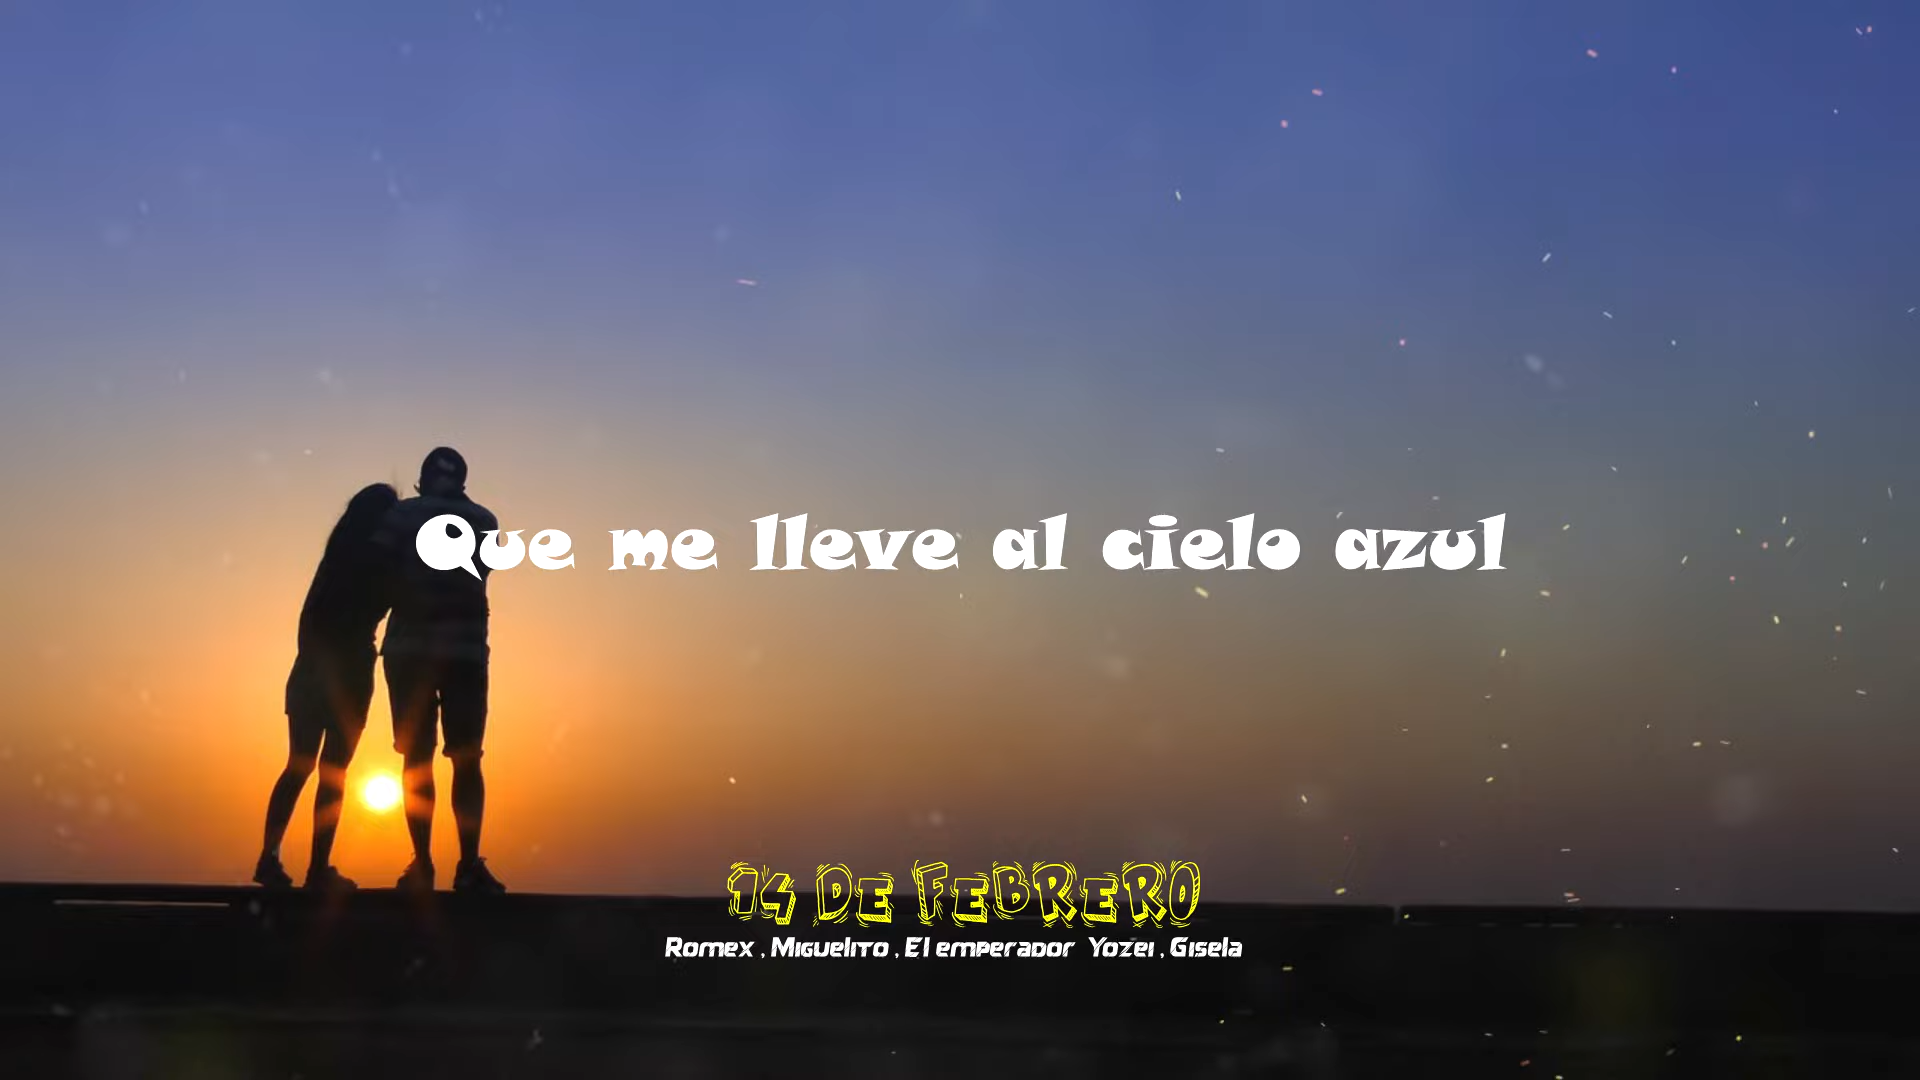 Que me lleve al cielo azul
14 DE FEBRERO
Romex , Miguelito , El emperador Yozei , Gisela